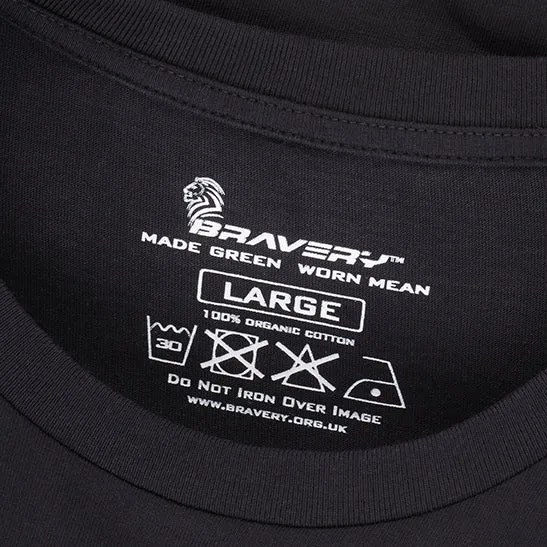 BRAVERY™
MADE GREEN WORN MEAN
LARGE
100% ORGANIC COTTON
30
DO NOT IRON OVER IMAGE
WWW.BRAVERY.ORG.UK